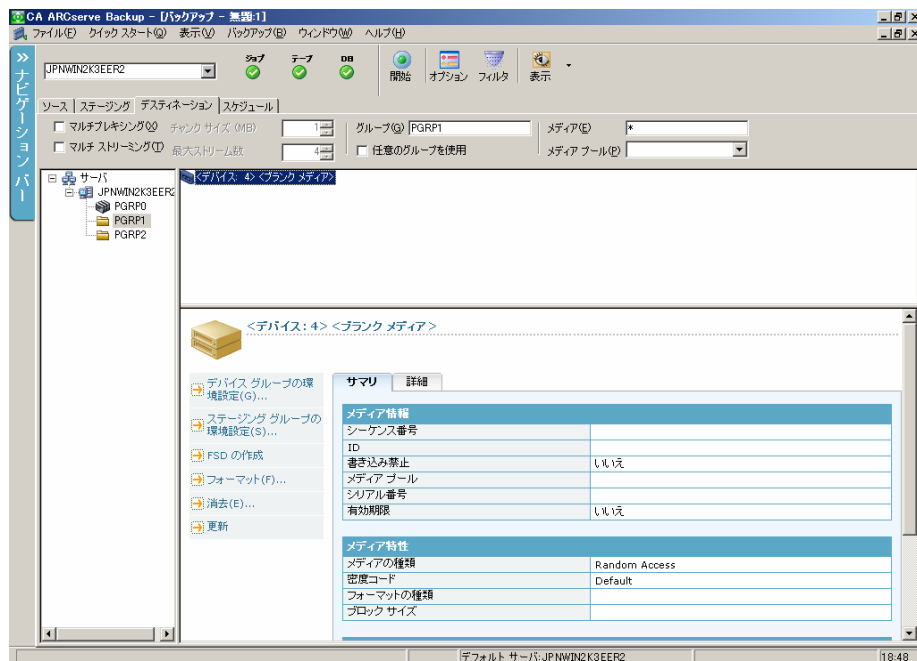 CA ARCserve Backup - [バックアップ - 無題:1]
ファイル(F) クイック スタート(Q) 表示(V) バックアップ(B) ウィンドウ(W) ヘルプ(H)
JPNWIN2K3EER2
ジョブ テープ DB
開始 オプション フィルタ 表示
ナビゲーション バー
ソース ステージング デスティネーション スケジュール
マルチプレキシング(X) チャンク サイズ (MB) 1 グループ(G) PGRP1 メディア(E) *
マルチ ストリーミング(T) 最大ストリーム数 4 任意のグループを使用 メディア プール(P)
サーバ
JPNWIN2K3EER2
PGRP0
PGRP1
PGRP2
<デバイス: 4> <ブランク メディア>
<デバイス: 4> <ブランク メディア>
デバイス グループの環境設定(G)...
ステージング グループの環境設定(S)...
FSD の作成
フォーマット(F)...
消去(E)...
更新
サマリ 詳細
メディア情報
シーケンス番号
ID
書き込み禁止 いいえ
メディア プール
シリアル番号
有効期限 いいえ
メディア特性
メディアの種類 Random Access
密度コード Default
フォーマットの種類
ブロック サイズ
デフォルト サーバ:JPNWIN2K3EER2 18:48